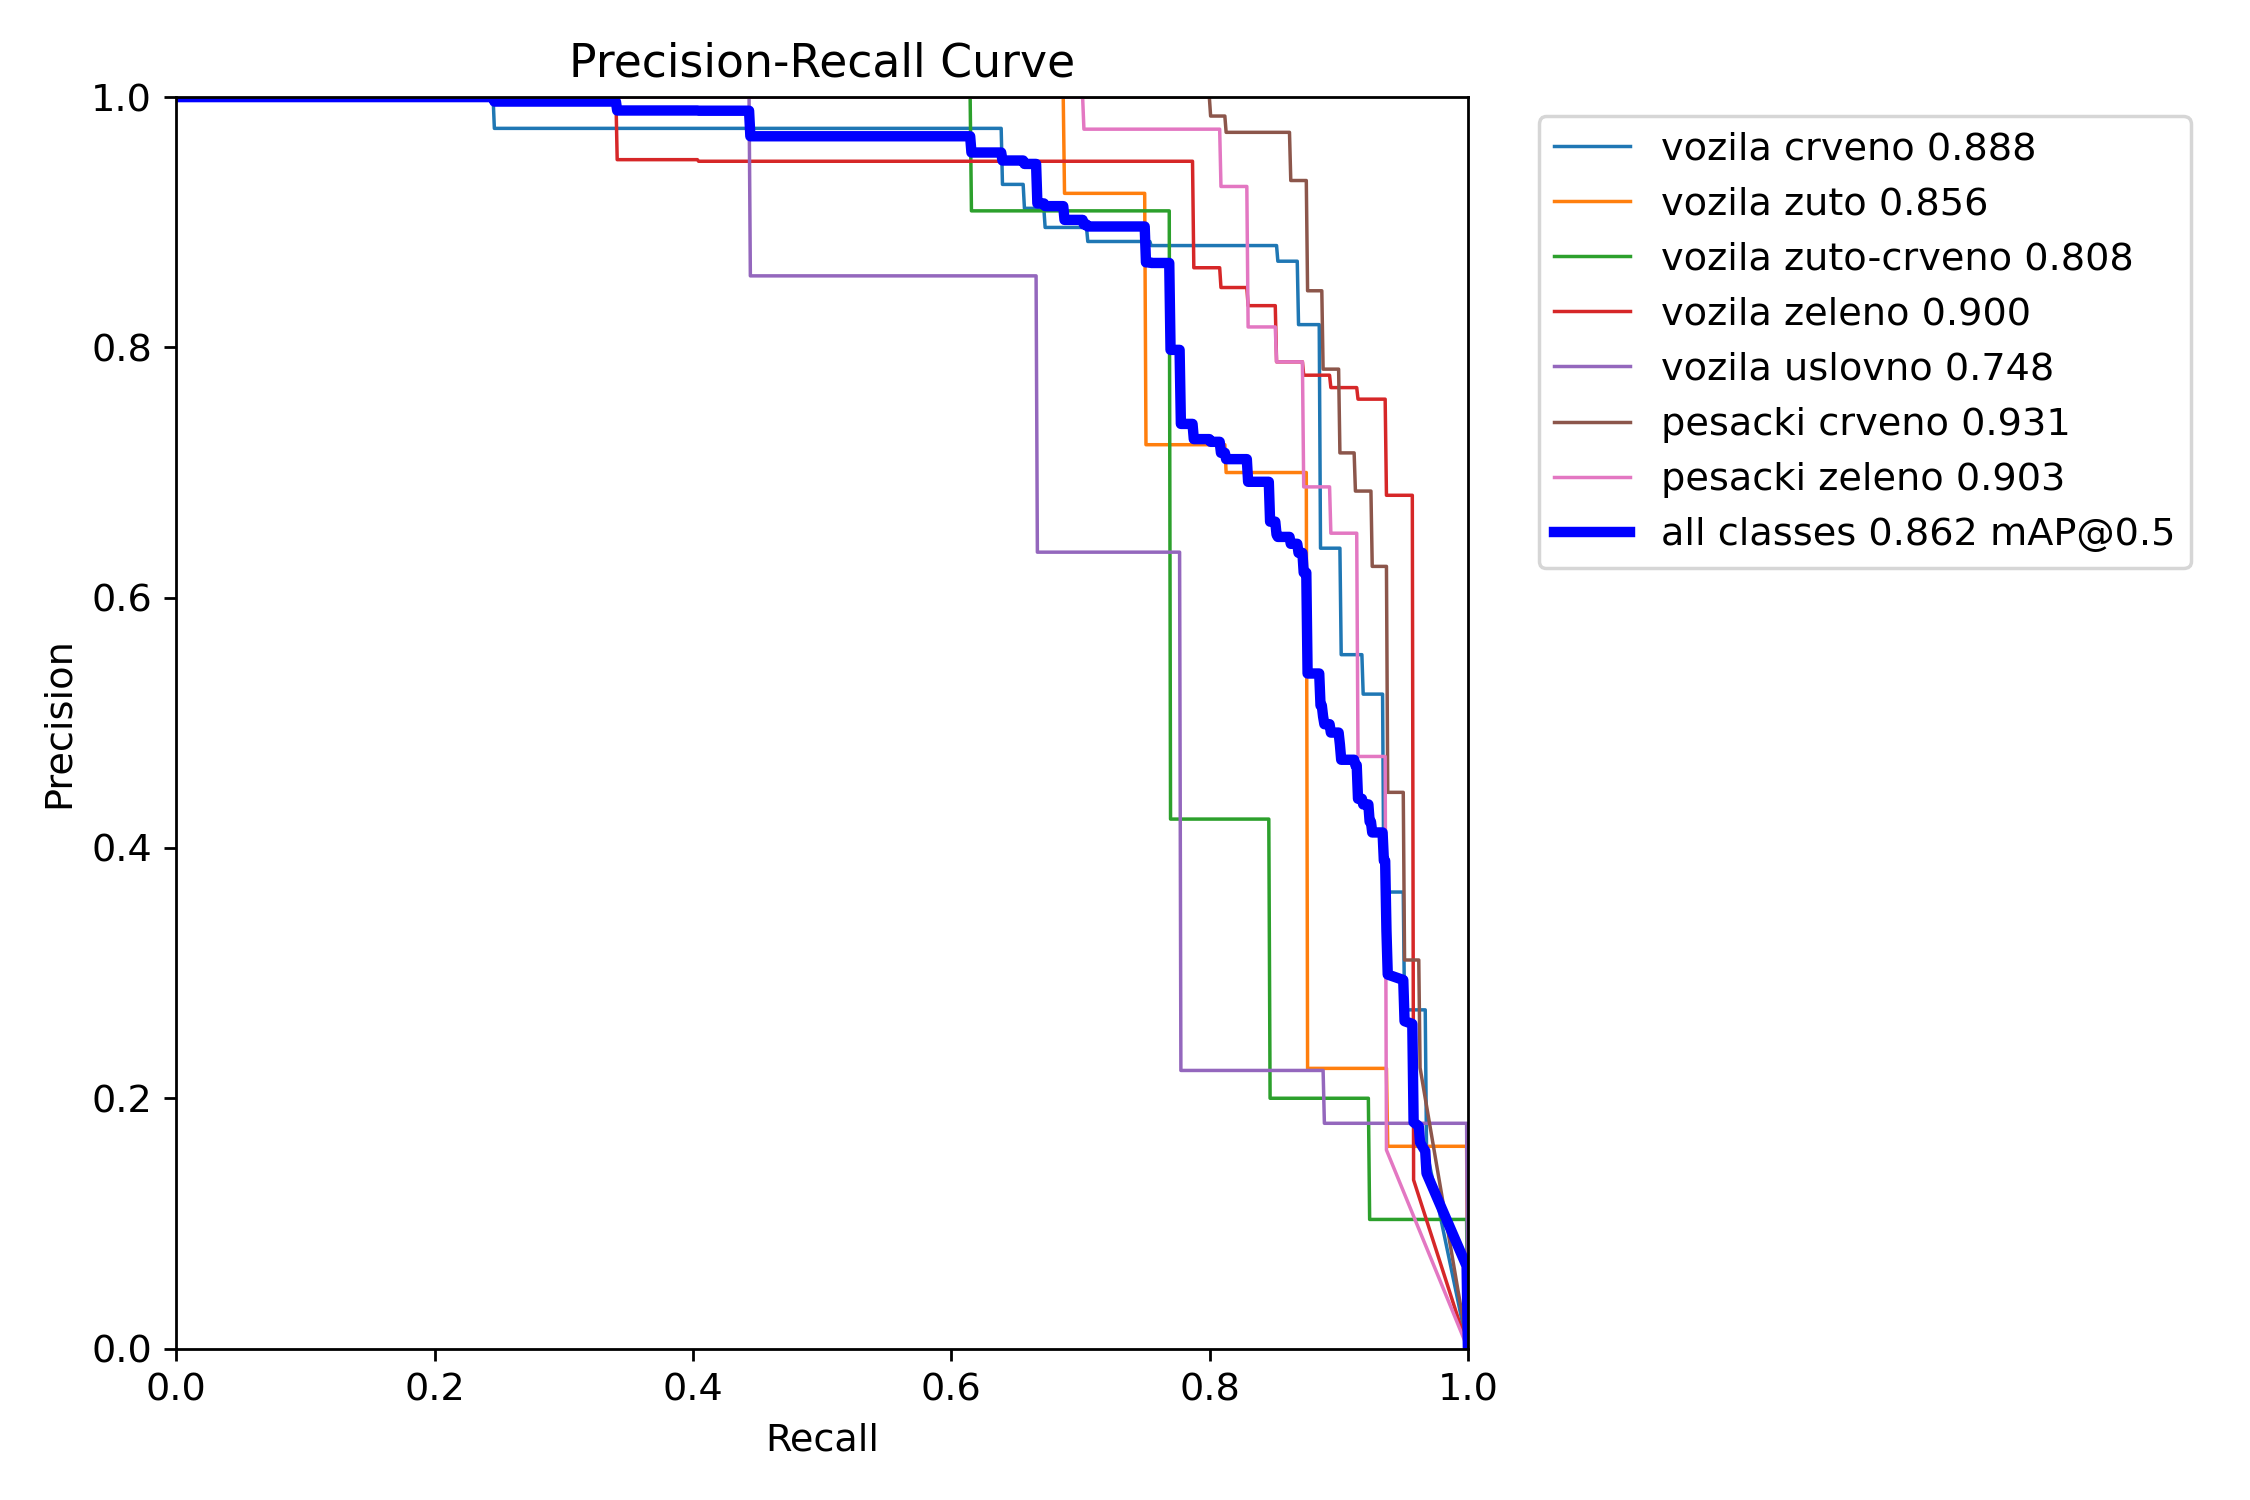 Precision-Recall Curve
1.0
0.8
0.6
0.4
0.2
0.0
Precision
0.0 0.2 0.4 0.6 0.8 1.0
Recall
vozila crveno 0.888
vozila zuto 0.856
vozila zuto-crveno 0.808
vozila zeleno 0.900
vozila uslovno 0.748
pesacki crveno 0.931
pesacki zeleno 0.903
all classes 0.862 mAP@0.5